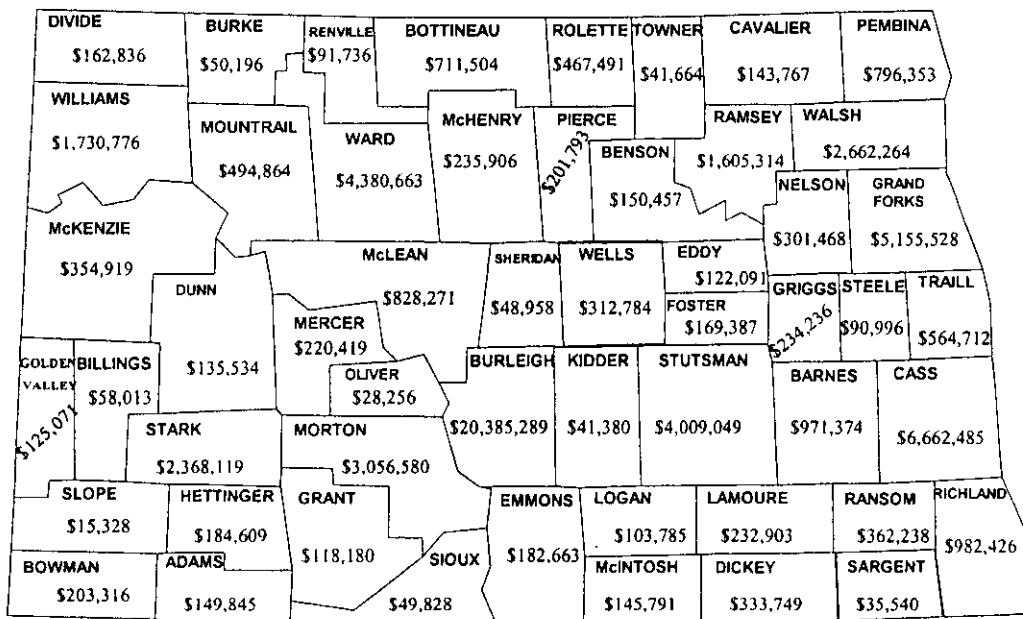 DIVIDE
$162,836
BURKE
$50,196
RENVILLE
$91,736
BOTTINEAU
$711,504
ROLETTE
$467,491
TOWNER
$41,664
CAVALIER
$143,767
PEMBINA
$796,353
WILLIAMS
$1,730,776
MOUNTRAIL
$494,864
WARD
$4,380,663
McHENRY
$235,906
PIERCE
$201,793
BENSON
$150,457
RAMSEY
$1,605,314
WALSH
$2,662,264
NELSON
$301,468
GRAND
FORKS
$5,155,528
McKENZIE
$354,919
DUNN
$135,534
McLEAN
$828,271
SHERIDAN
$48,958
WELLS
$312,784
EDDY
$122,091
FOSTER
$169,387
GRIGGS
$234,236
STEELE
$90,996
TRAILL
$564,712
MERCER
$220,419
OLIVER
$28,256
GOLDEN
VALLEY
$125,071
BILLINGS
$58,013
STARK
$2,368,119
MORTON
$3,056,580
BURLEIGH
$20,385,289
KIDDER
$41,380
STUTSMAN
$4,009,049
BARNES
$971,374
CASS
$6,662,485
SLOPE
$15,328
HETTINGER
$184,609
GRANT
$118,180
EMMONS
$182,663
LOGAN
$103,785
LAMOURE
$232,903
RANSOM
$362,238
RICHLAND
$982,426
BOWMAN
$203,316
ADAMS
$149,845
SIOUX
$49,828
McINTOSH
$145,791
DICKEY
$333,749
SARGENT
$35,540